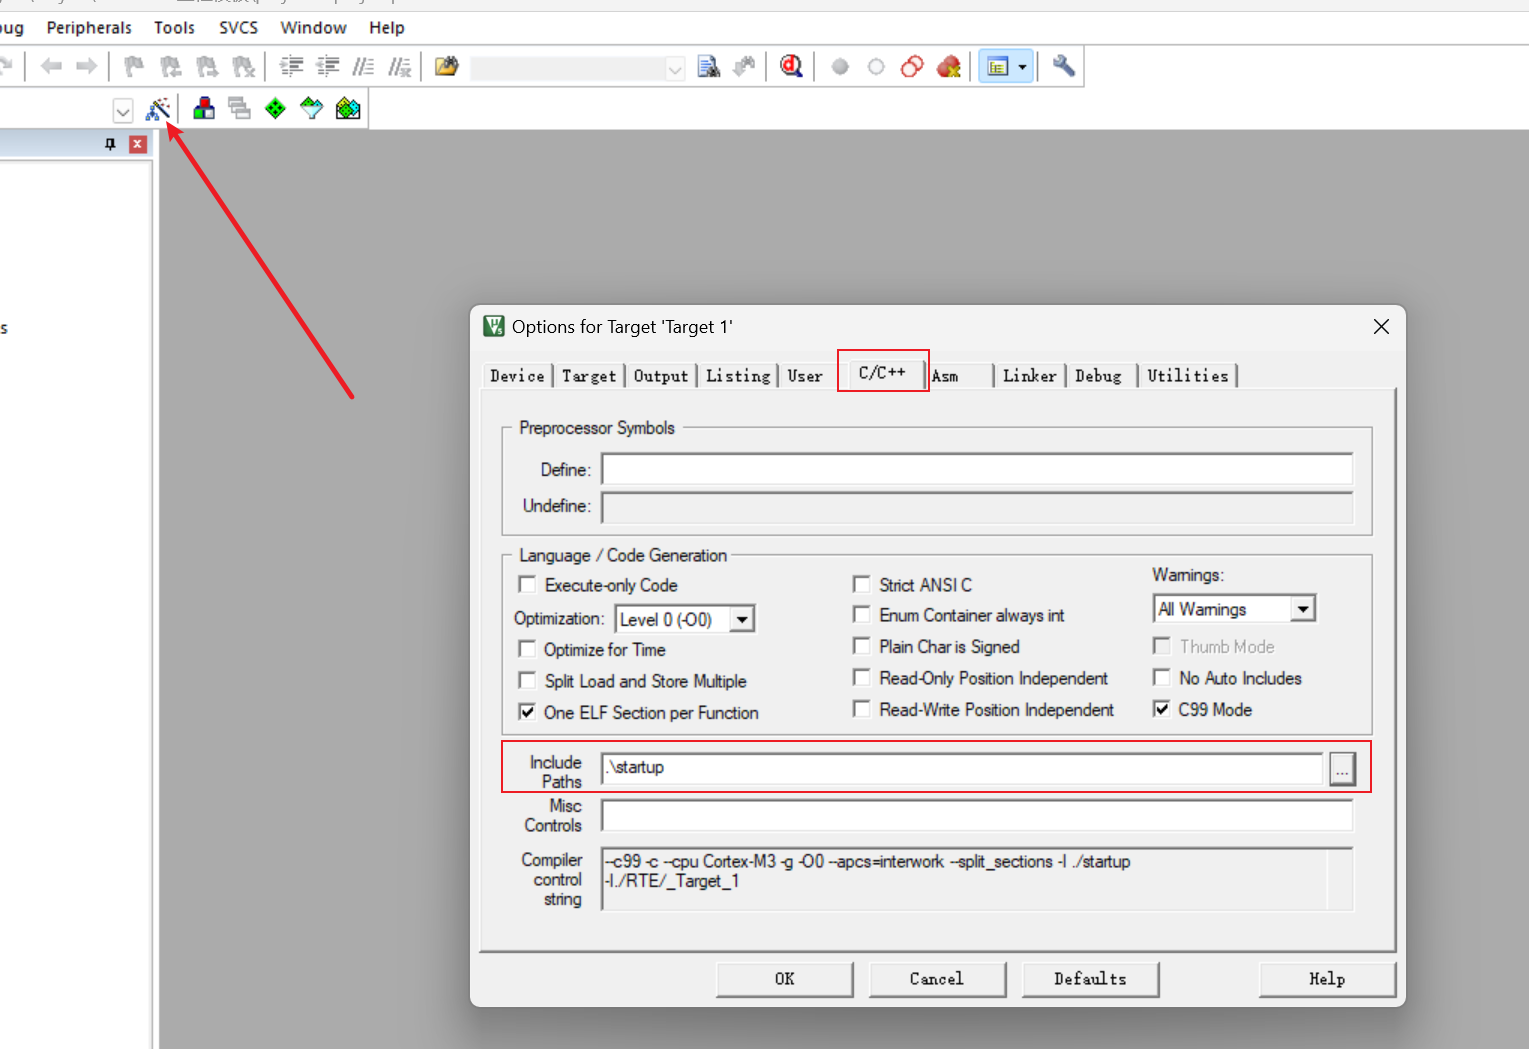 ug Peripherals Tools SVCS Window Help
s
Options for Target 'Target 1'
Device Target Output Listing User C/C++ Asm Linker Debug Utilities
Preprocessor Symbols
Define:
Undefine:
Language / Code Generation
Execute-only Code
Strict ANSI C
Warnings:
Optimization: Level 0 (-O0)
Enum Container always int
All Warnings
Optimize for Time
Plain Char is Signed
Thumb Mode
Split Load and Store Multiple
Read-Only Position Independent
No Auto Includes
One ELF Section per Function
Read-Write Position Independent
C99 Mode
Include
Paths
.\startup
...
Misc
Controls
Compiler
control
string
--c99 -c --cpu Cortex-M3 -g -O0 --apcs=interwork --split_sections -I ./startup
-I./RTE/_Target_1
OK Cancel Defaults Help